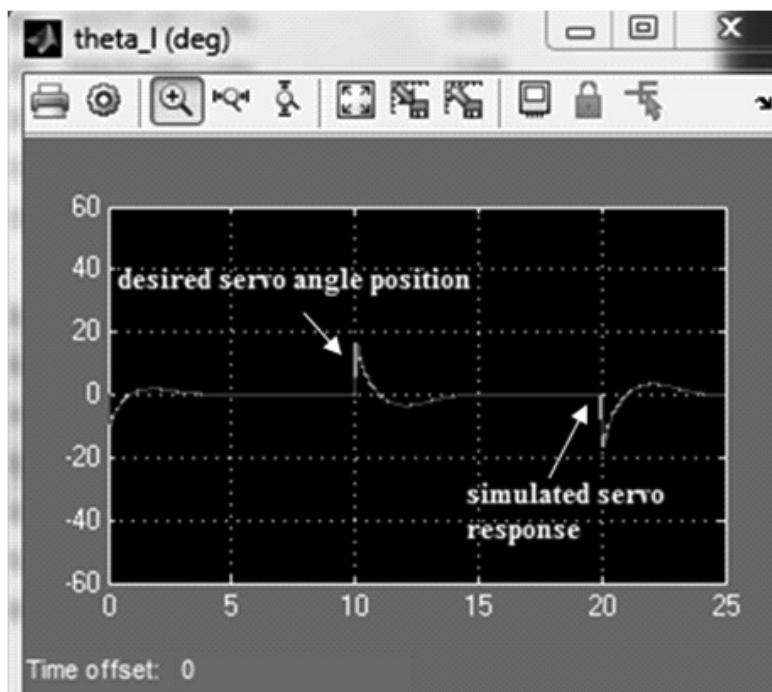 theta_l (deg)
60
40
desired servo angle position
20
0
-20
simulated servo
response
-40
-60
0 5 10 15 20 25
Time offset: 0